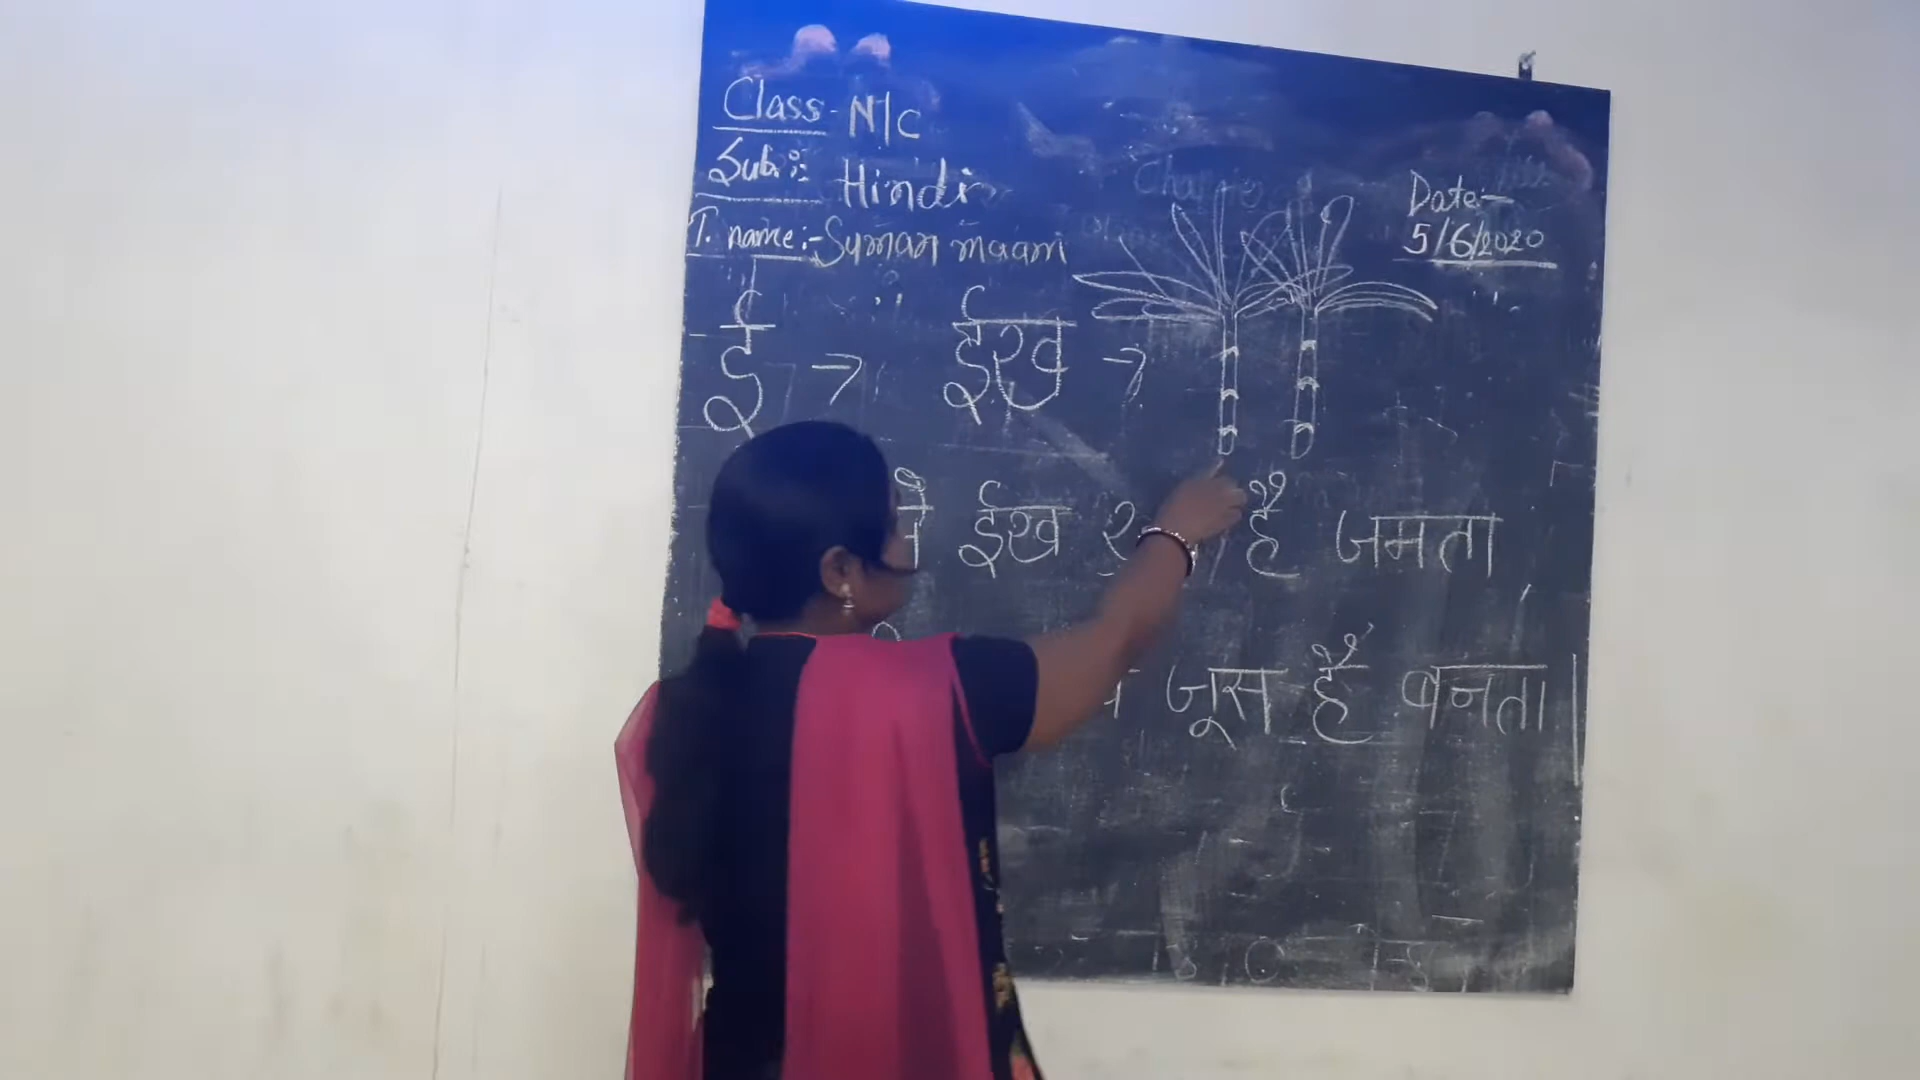 Class - N/C
Sub :- Hindi
T. name :- Suman maam
Date :-
5/6/2020
ई → ईख →
ईख है जमता
जूस है बनता |